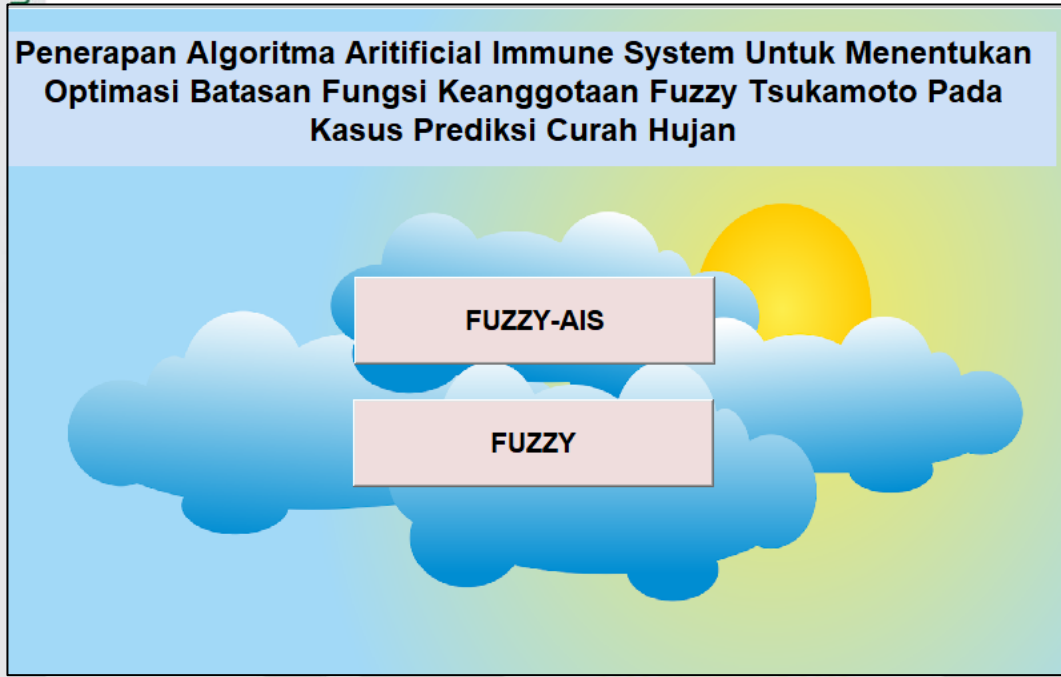 Penerapan Algoritma Aritificial Immune System Untuk Menentukan
Optimasi Batasan Fungsi Keanggotaan Fuzzy Tsukamoto Pada
Kasus Prediksi Curah Hujan
FUZZY-AIS
FUZZY